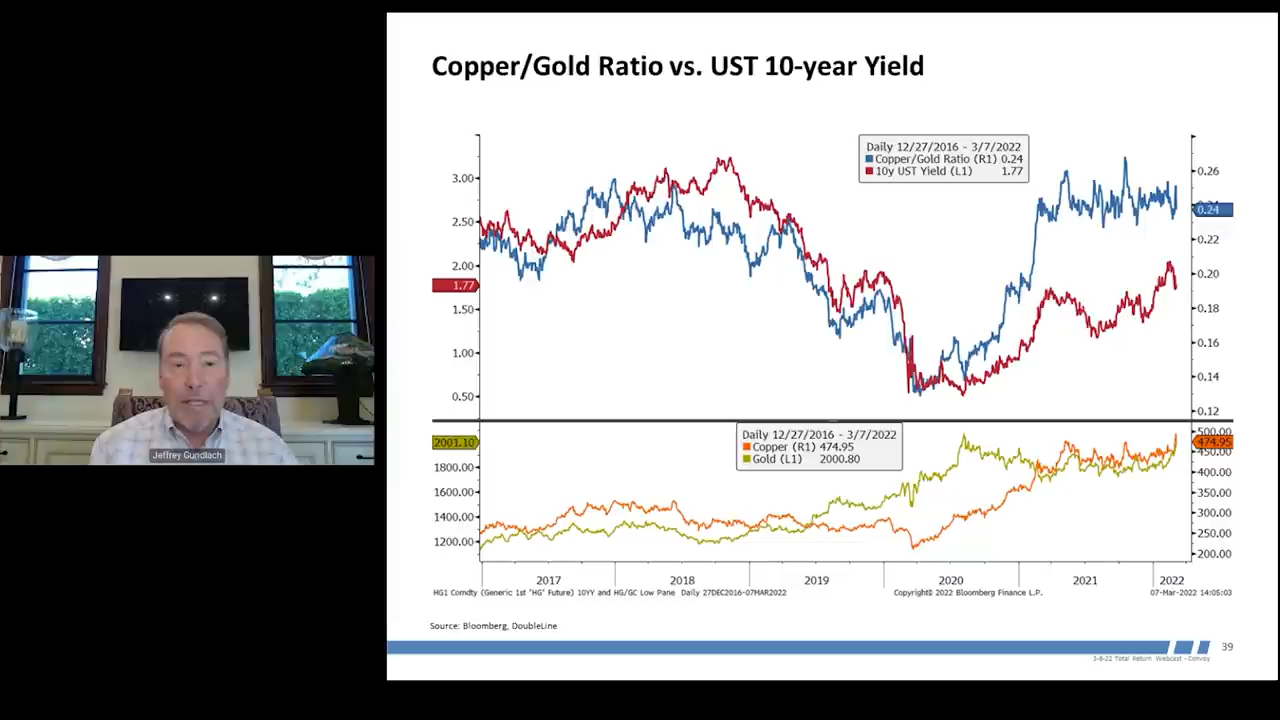 Copper/Gold Ratio vs. UST 10-year Yield
Daily 12/27/2016 - 3/7/2022
Copper/Gold Ratio (R1) 0.24
10y UST Yield (L1) 1.77
3.00
2.50
2.00
1.77
1.50
1.00
0.50
0.26
0.24
0.22
0.20
0.18
0.16
0.14
0.12
Jeffrey Gundlach
Daily 12/27/2016 - 3/7/2022
Copper (R1) 474.95
Gold (L1) 2000.80
2001.10
1800.00
1600.00
1400.00
1200.00
500.00
474.95
450.00
400.00
350.00
300.00
250.00
200.00
2017 2018 2019 2020 2021 2022
HG1 Comdty (Generic 1st 'HG' Future) 10YY and HG/GC Low Pane Daily 27DEC2016-07MAR2022 Copyright© 2022 Bloomberg Finance L.P. 07-Mar-2022 14:05:03
Source: Bloomberg, DoubleLine
39
3-8-22 Total Return Webcast - Convoy